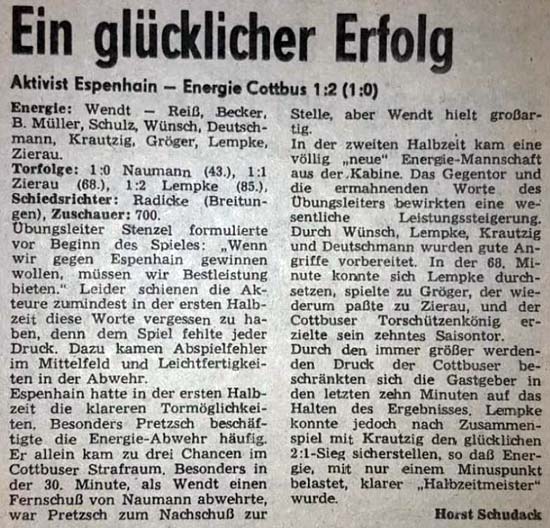 Ein glücklicher Erfolg
Aktivist Espenhain — Energie Cottbus 1:2 (1:0)
Energie: Wendt — Reiß, Becker,
B. Müller, Schulz, Wünsch, Deutsch-
mann, Krautzig, Gröger, Lempke,
Zierau.
Torfolge: 1:0 Naumann (43.), 1:1
Zierau (68.), 1:2 Lempke (85.).
Schiedsrichter: Radicke (Breitun-
gen), Zuschauer: 700.
Übungsleiter Stenzel formulierte
vor Beginn des Spieles: „Wenn
wir gegen Espenhain gewinnen
wollen, müssen wir Bestleistung
bieten.“ Leider schienen die Ak-
teure zumindest in der ersten Halb-
zeit diese Worte vergessen zu ha-
ben, denn dem Spiel fehlte jeder
Druck. Dazu kamen Abspielfehler
im Mittelfeld und Leichtfertigkei-
ten in der Abwehr.
Espenhain hatte in der ersten Halb-
zeit die klareren Tormöglichkei-
ten. Besonders Pretzsch beschäf-
tigte die Energie-Abwehr häufig.
Er allein kam zu drei Chancen im
Cottbuser Strafraum. Besonders in
der 30. Minute, als Wendt einen
Fernschuß von Naumann abwehrte,
war Pretzsch zum Nachschuß zur
Stelle, aber Wendt hielt großar-
tig.
In der zweiten Halbzeit kam eine
völlig „neue“ Energie-Mannschaft
aus der Kabine. Das Gegentor und
die ermahnenden Worte des
Übungsleiters bewirkten eine we-
sentliche Leistungssteigerung.
Durch Wünsch, Lempke, Krautzig
und Deutschmann wurden gute An-
griffe vorbereitet. In der 68. Mi-
nute konnte sich Lempke durch-
setzen, spielte zu Gröger, der wie-
derum paßte zu Zierau, und der
Cottbuser Torschützenkönig er-
zielte sein zehntes Saisontor.
Durch den immer größer werden-
den Druck der Cottbuser be-
schränkten sich die Gastgeber in
den letzten zehn Minuten auf das
Halten des Ergebnisses. Lempke
konnte jedoch nach Zusammen-
spiel mit Krautzig den glücklichen
2:1-Sieg sicherstellen, so daß Ener-
gie, mit nur einem Minuspunkt
belastet, klarer „Halbzeitmeister“
wurde.
Horst Schudack